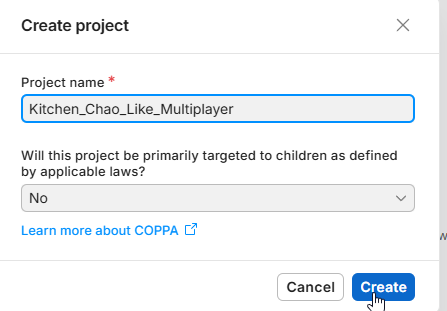 Create project
Project name *
Kitchen_Chao_Like_Multiplayer
Will this project be primarily targeted to children as defined
by applicable laws?
No
Learn more about COPPA
Cancel
Create